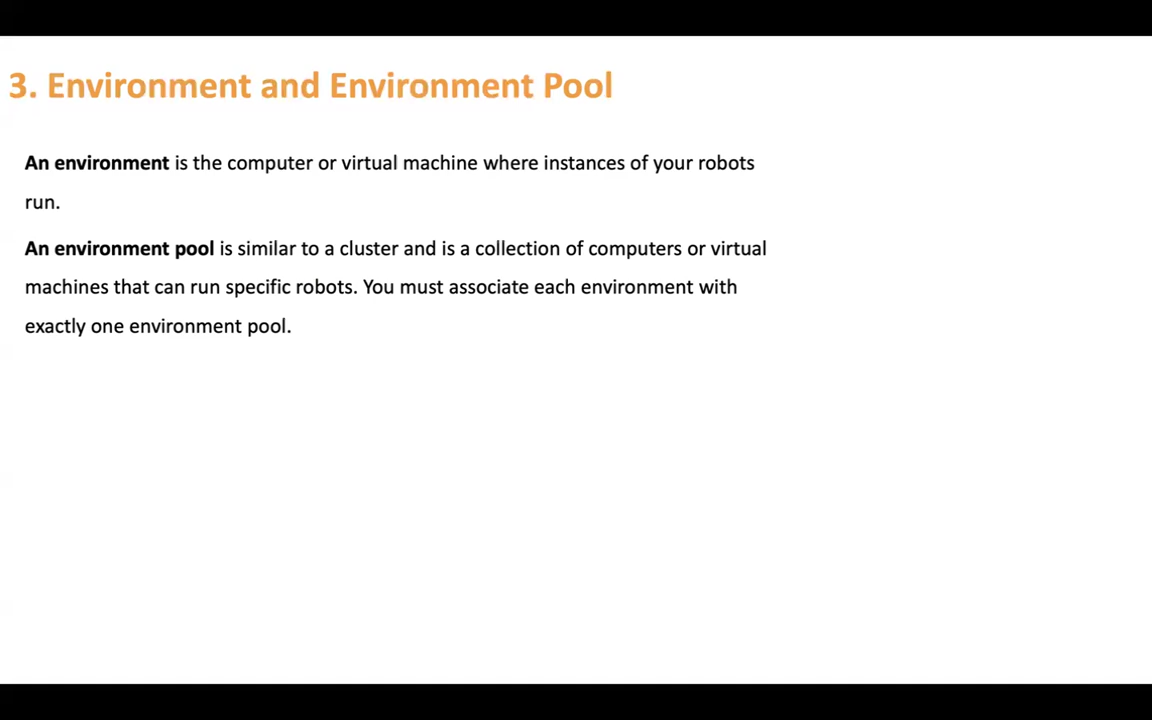 3. Environment and Environment Pool
An environment is the computer or virtual machine where instances of your robots
run.
An environment pool is similar to a cluster and is a collection of computers or virtual
machines that can run specific robots. You must associate each environment with
exactly one environment pool.